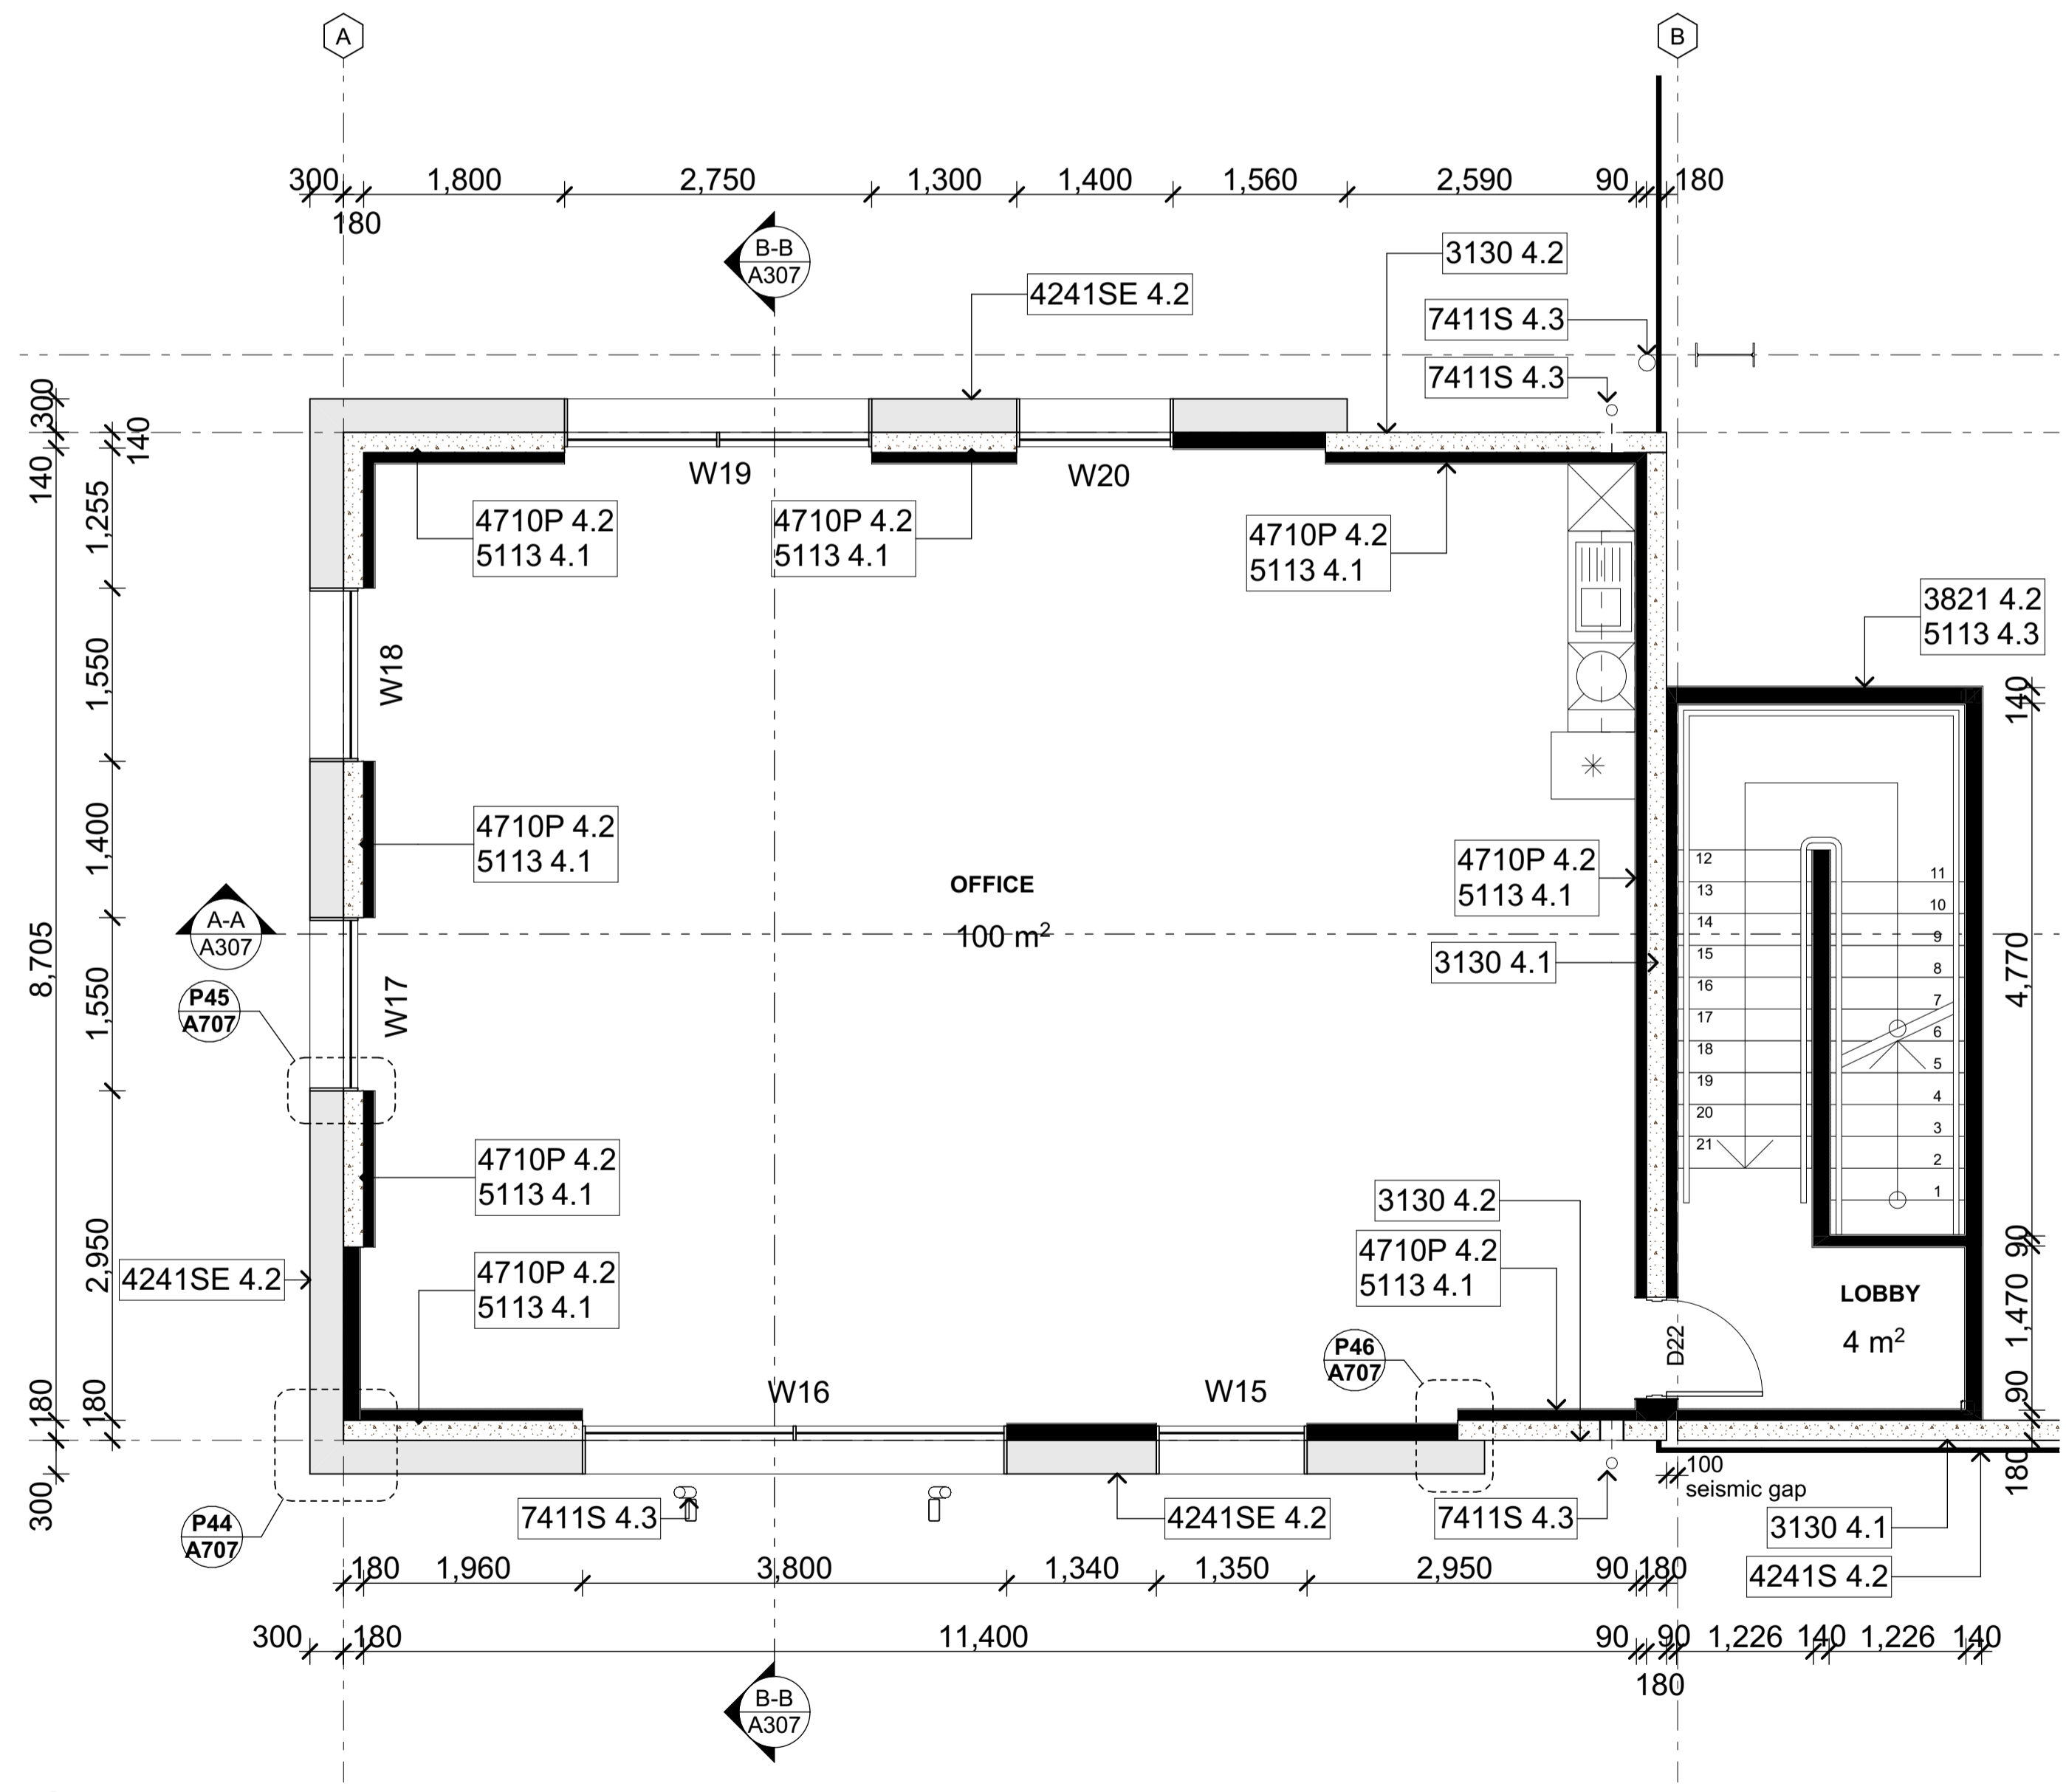 A
B
300 1,800 2,750 1,300 1,400 1,560 2,590 90 180
180
B-B
A307
3130 4.2
4241SE 4.2
7411S 4.3
7411S 4.3
300
140
140
W19
W20
4710P 4.2
5113 4.1
4710P 4.2
5113 4.1
4710P 4.2
5113 4.1
1,255
3821 4.2
5113 4.3
W18
1,550
140
4710P 4.2
5113 4.1
1,400
4710P 4.2
5113 4.1
OFFICE
100 m²
A-A
A307
8,705
3130 4.1
12
13
14
15
16
17
18
19
20
21
11
10
9
8
7
6
5
4
3
2
1
4,770
P45
A707
W17
1,550
4710P 4.2
5113 4.1
3130 4.2
4710P 4.2
5113 4.1
2,950
4241SE 4.2
4710P 4.2
5113 4.1
90
LOBBY
4 m²
1,470
D22
P46
A707
W16
W15
180
180
90
300
180
100
seismic gap
P44
A707
7411S 4.3
4241SE 4.2
7411S 4.3
3130 4.1
4241S 4.2
180 1,960 3,800 1,340 1,350 2,950 90 180
300 180 11,400 90 90 1,226 140 1,226 140
180
B-B
A307